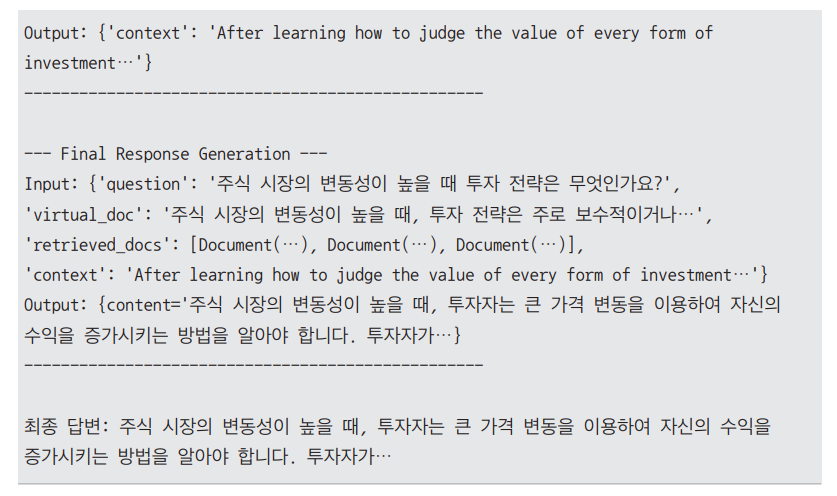 Output: {'context': 'After learning how to judge the value of every form of
investment…'}
--------------------------------------------------
--- Final Response Generation ---
Input: {'question': '주식 시장의 변동성이 높을 때 투자 전략은 무엇인가요?',
'virtual_doc': '주식 시장의 변동성이 높을 때, 투자 전략은 주로 보수적이거나…',
'retrieved_docs': [Document(…), Document(…), Document(…)],
'context': 'After learning how to judge the value of every form of investment…'}
Output: {content='주식 시장의 변동성이 높을 때, 투자자는 큰 가격 변동을 이용하여 자신의
수익을 증가시키는 방법을 알아야 합니다. 투자자가…}
--------------------------------------------------
최종 답변: 주식 시장의 변동성이 높을 때, 투자자는 큰 가격 변동을 이용하여 자신의 수익을
증가시키는 방법을 알아야 합니다. 투자자가…